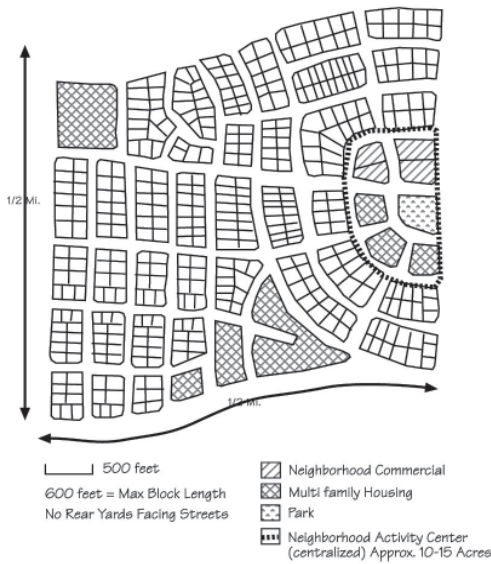 1/2 Mi.
1/2 Mi.
500 feet
600 feet = Max Block Length
No Rear Yards Facing Streets
Neighborhood Commercial
Multi family Housing
Park
Neighborhood Activity Center
(centralized) Approx. 10-15 Acres